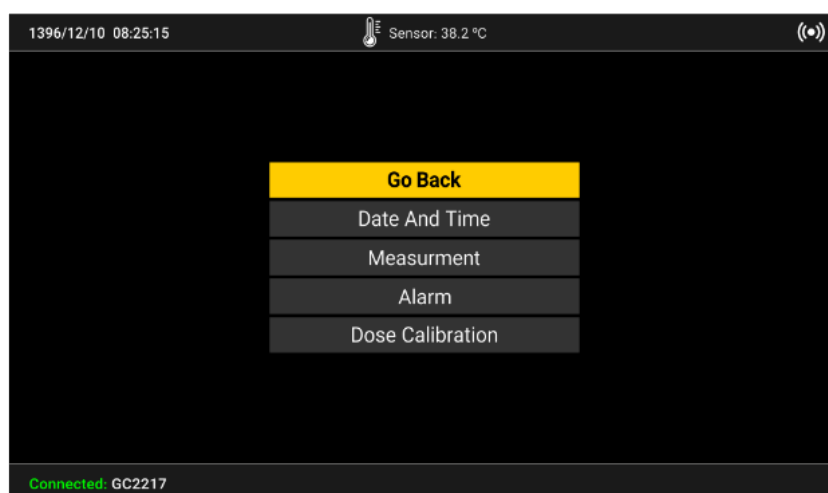 1396/12/10 08:25:15 Sensor: 38.2 ºC
Go Back
Date And Time
Measurment
Alarm
Dose Calibration
Connected: GC2217